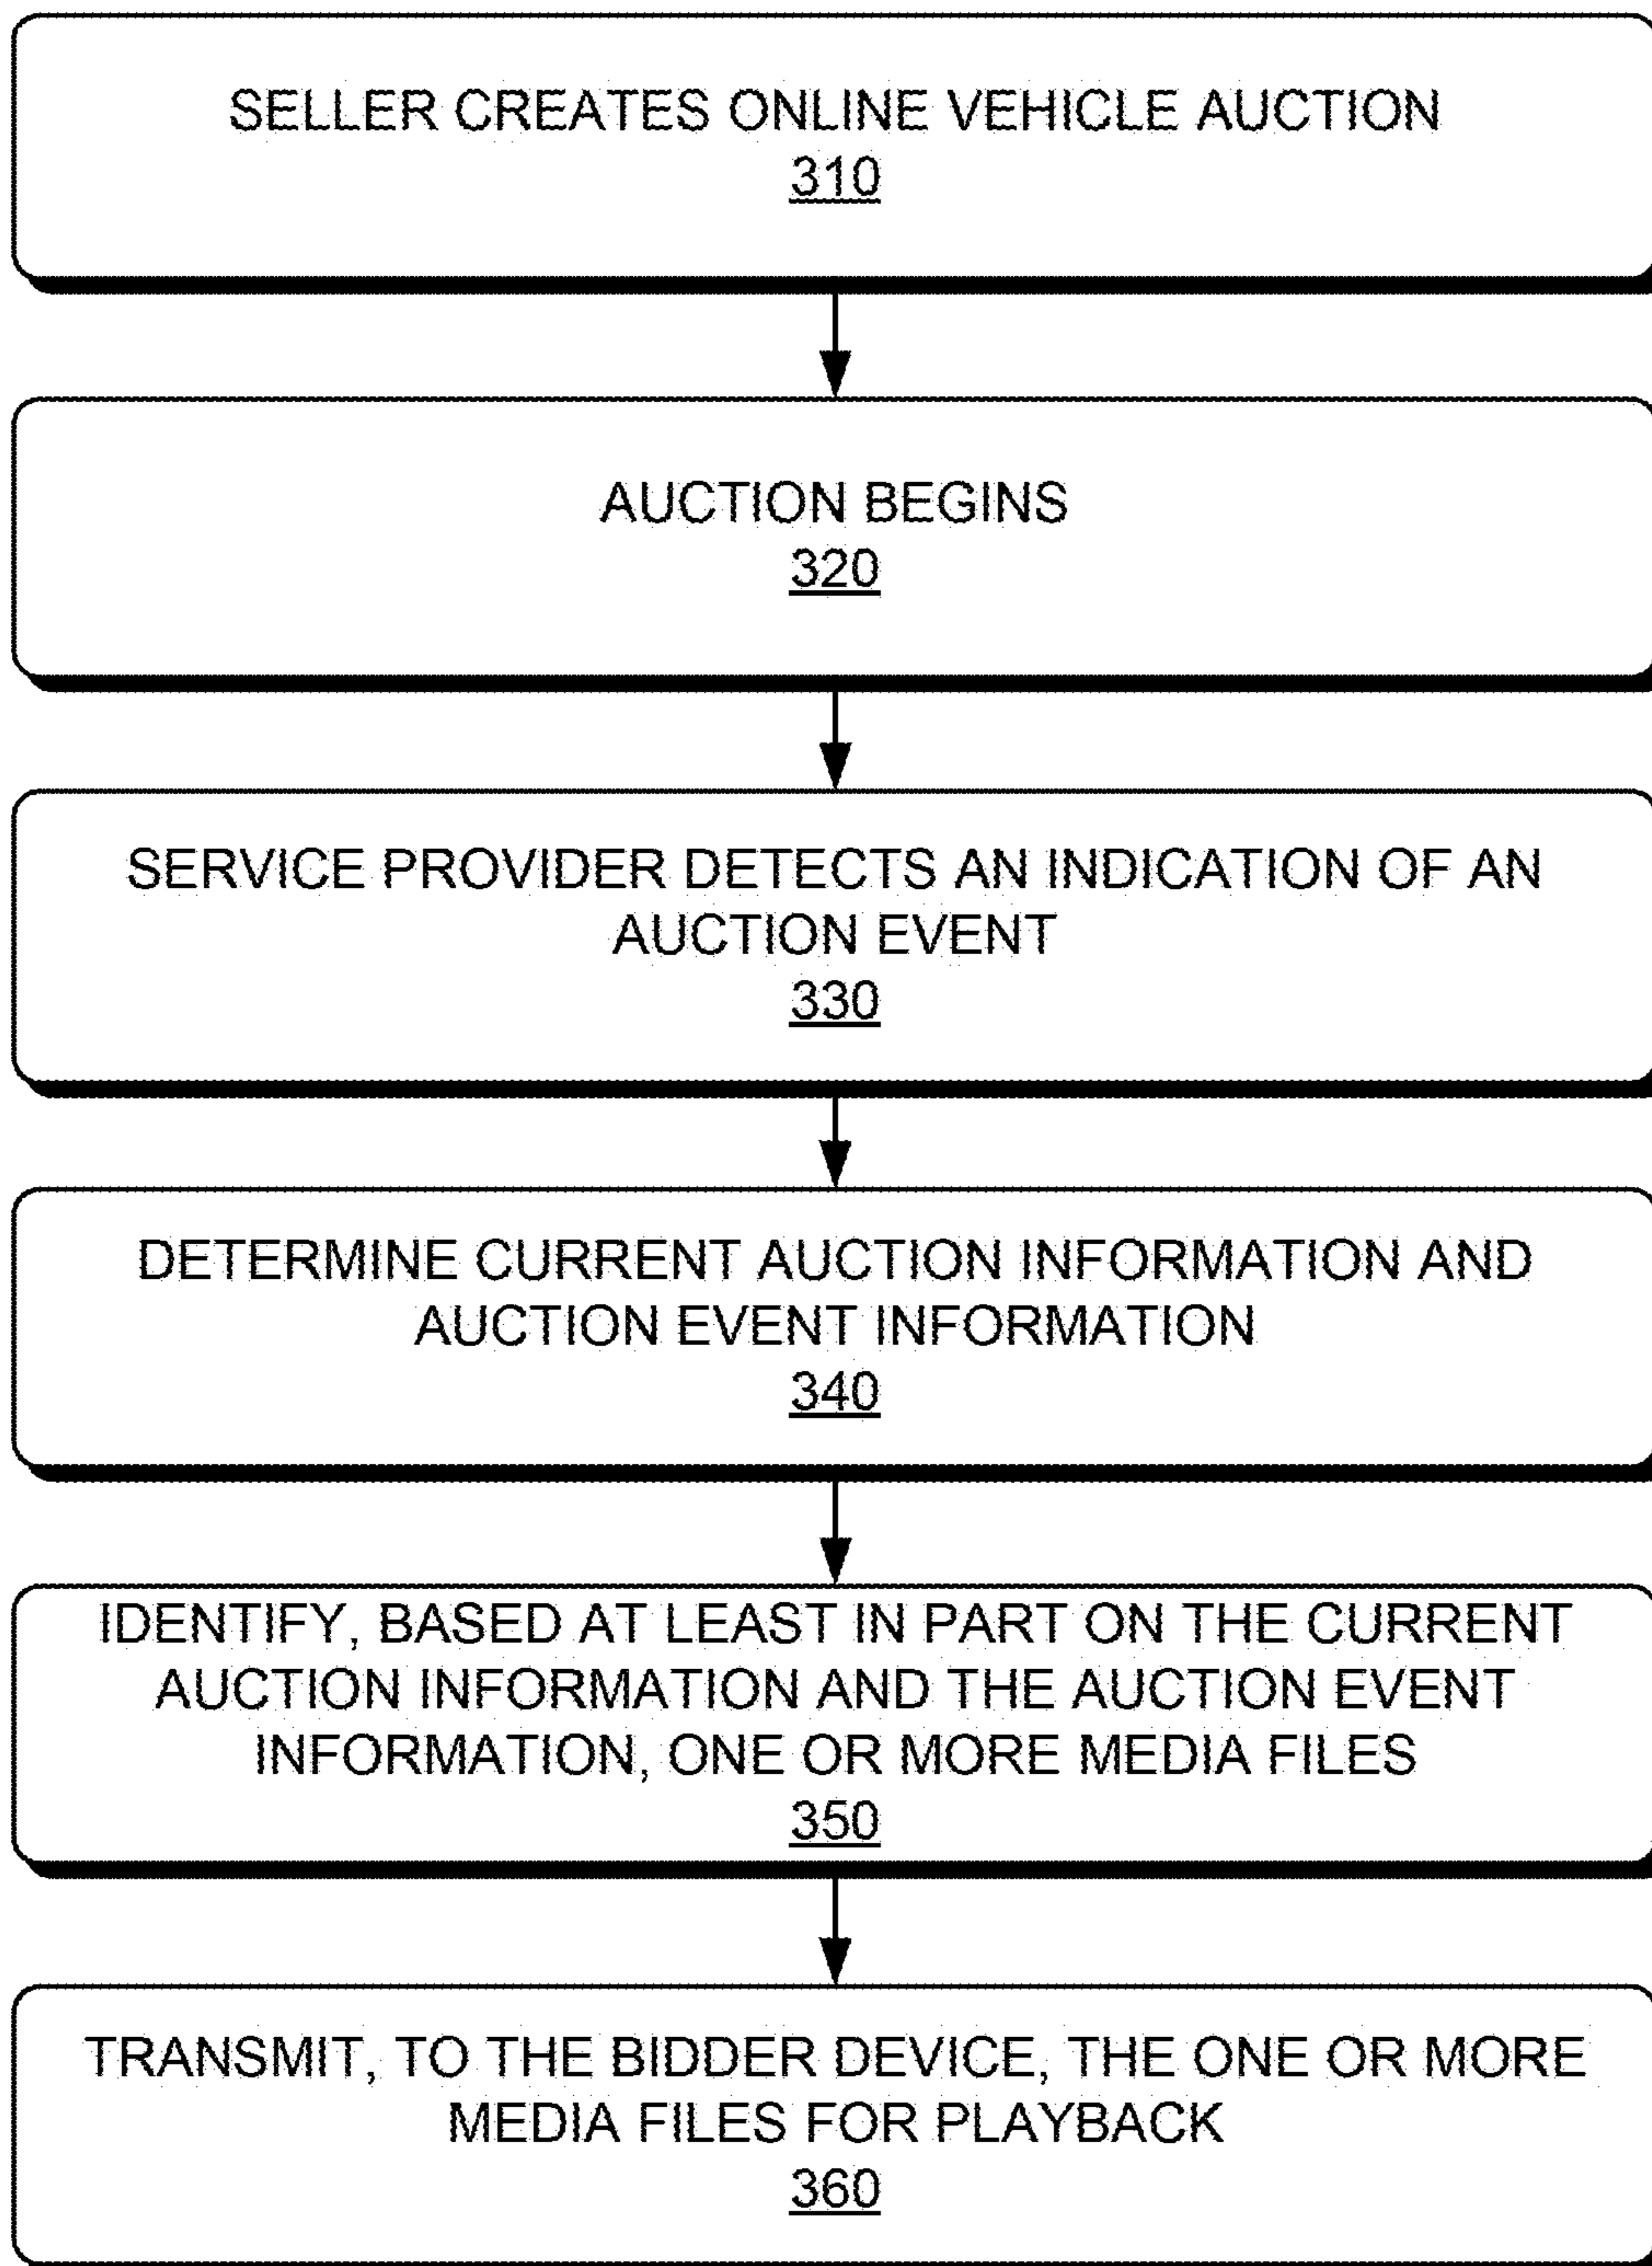 SELLER CREATES ONLINE VEHICLE AUCTION
310
AUCTION BEGINS
320
SERVICE PROVIDER DETECTS AN INDICATION OF AN
AUCTION EVENT
330
DETERMINE CURRENT AUCTION INFORMATION AND
AUCTION EVENT INFORMATION
340
IDENTIFY, BASED AT LEAST IN PART ON THE CURRENT
AUCTION INFORMATION AND THE AUCTION EVENT
INFORMATION, ONE OR MORE MEDIA FILES
350
TRANSMIT, TO THE BIDDER DEVICE, THE ONE OR MORE
MEDIA FILES FOR PLAYBACK
360